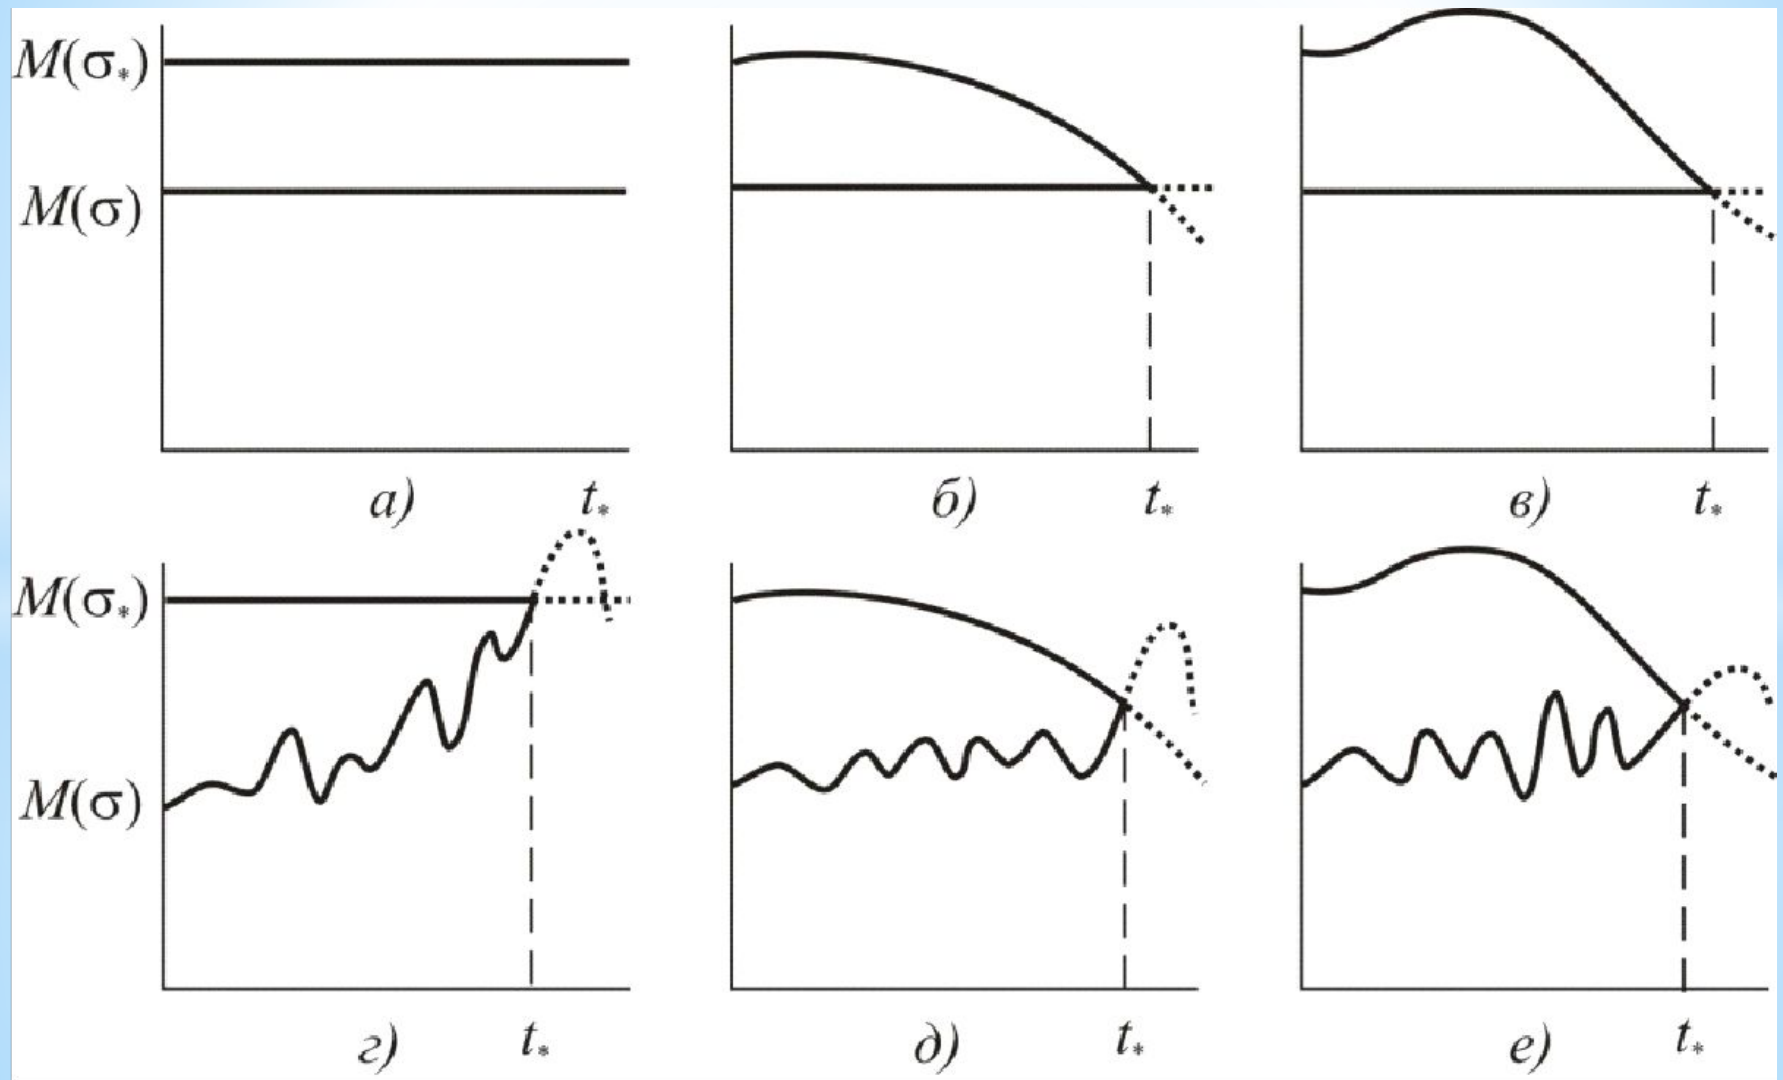 M(σ*)
M(σ)
а) t*
б) t*
в) t*
M(σ*)
M(σ)
г) t*
д) t*
е) t*